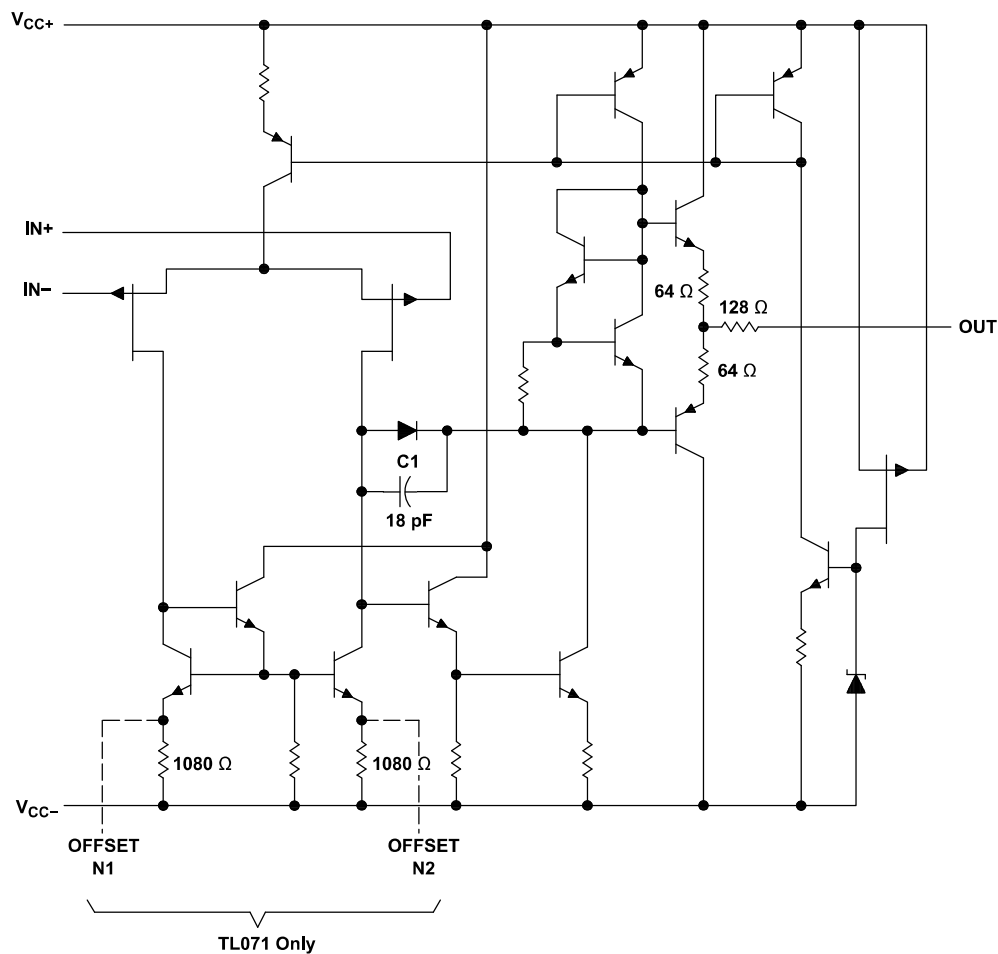 VCC+
IN+
IN−
64 Ω
128 Ω
OUT
64 Ω
C1
18 pF
1080 Ω
1080 Ω
VCC−
OFFSET
N1
OFFSET
N2
TL071 Only